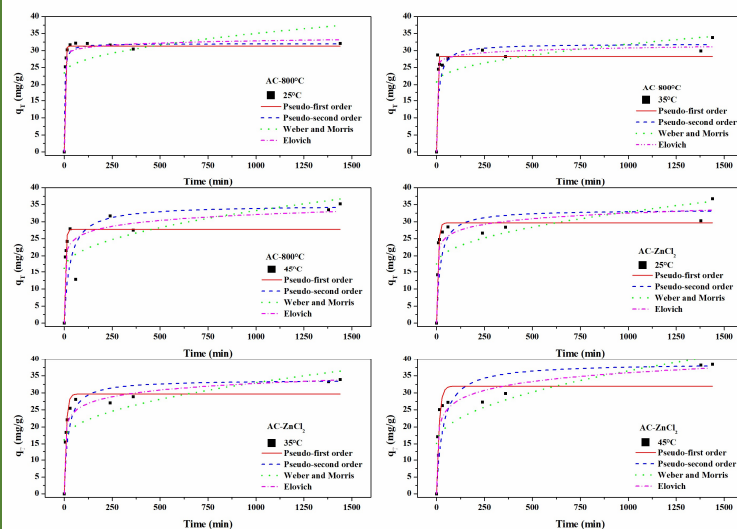 40
35
30
25
20
15
10
5
0
qT (mg/g)
AC-800°C
25°C
Pseudo-first order
Pseudo-second order
Weber and Morris
Elovich
0 250 500 750 1000 1250 1500
Time (min)
40
35
30
25
20
15
10
5
0
qT (mg/g)
AC-800°C
35°C
Pseudo-first order
Pseudo-second order
Weber and Morris
Elovich
0 500 1000 1500
Time (min)
40
35
30
25
20
15
10
5
0
qT (mg/g)
AC-800°C
45°C
Pseudo-first order
Pseudo-second order
Weber and Morris
Elovich
0 250 500 750 1000 1250 1500
Time (min)
40
35
30
25
20
15
10
5
0
qT (mg/g)
AC-ZnCl2
25°C
Pseudo-first order
Pseudo-second order
Weber and Morris
Elovich
0 250 500 750 1000 1250 1500
Time (min)
40
35
30
25
20
15
10
5
0
(mg/g)
AC-ZnCl2
35°C
Pseudo-first order
Pseudo-second order
Weber and Morris
Elovich
0 250 500 750 1000 1250 1500
Time (min)
40
35
30
25
20
15
10
5
0
(mg/g)
AC-ZnCl2
45°C
Pseudo-first order
Pseudo-second order
Weber and Morris
Elovich
0 250 500 750 1000 1250 1500
Time (min)